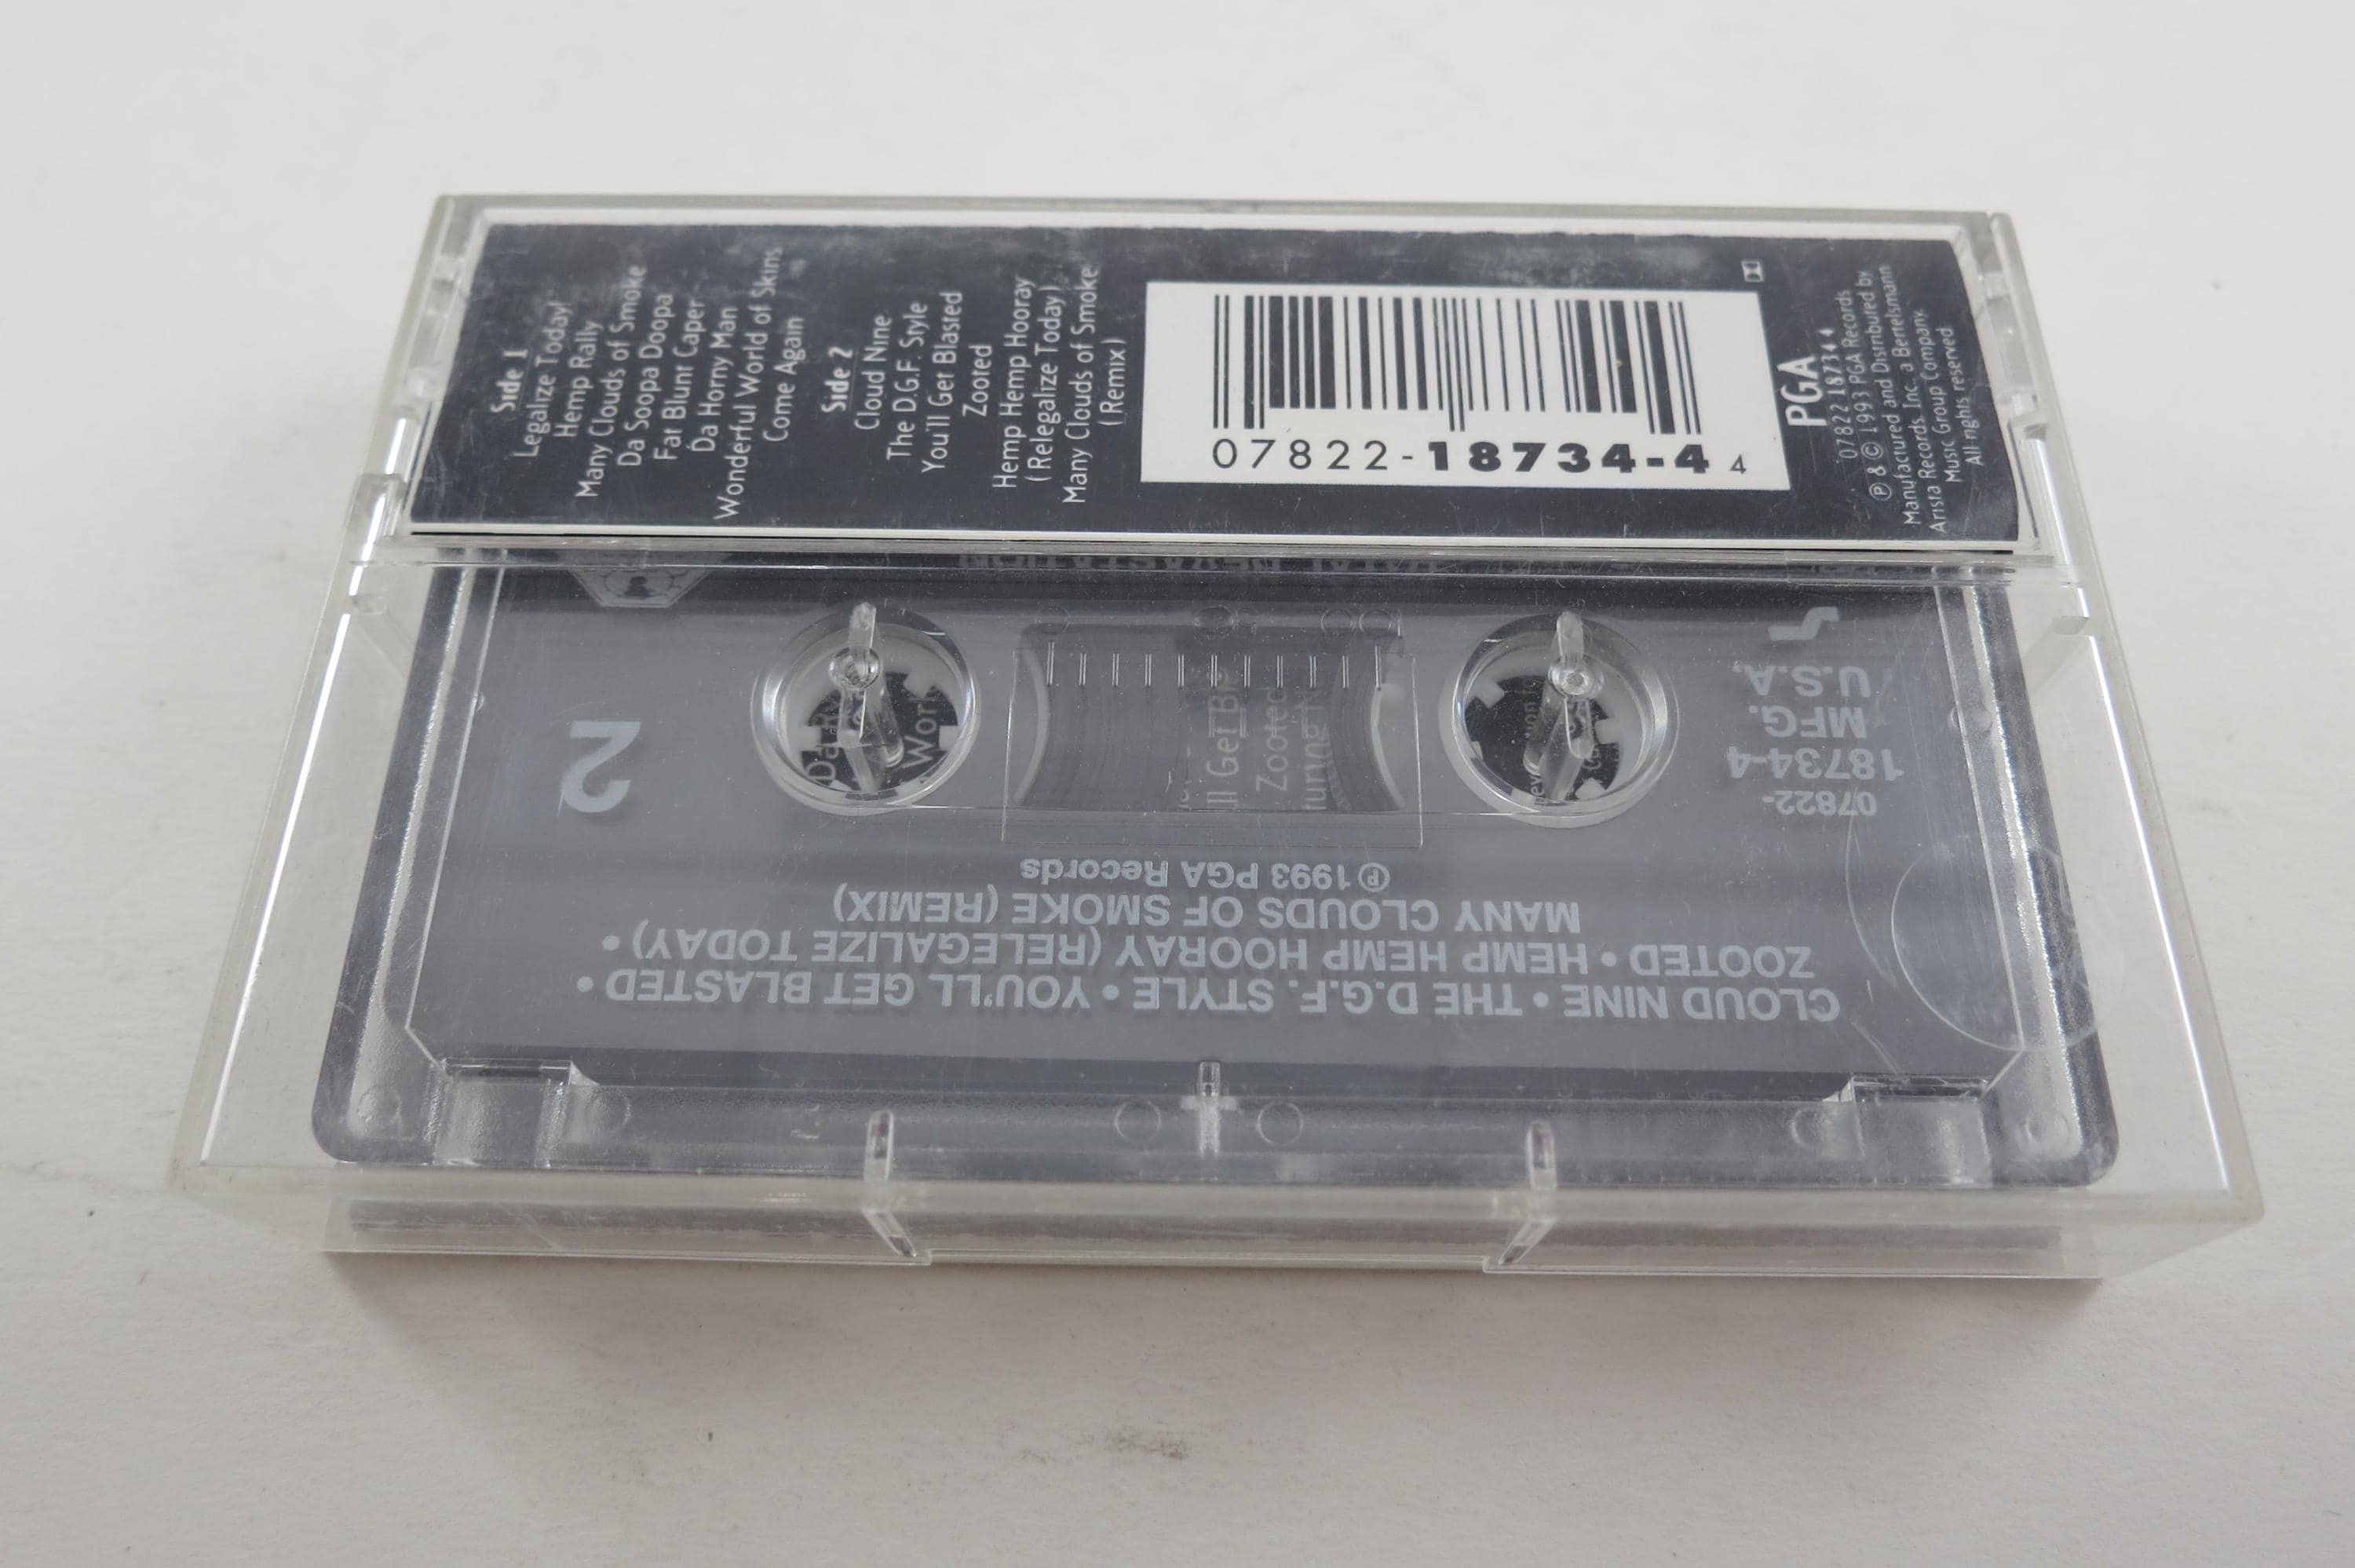 Side 1
Legalize Today
Hemp Rally
Many Clouds of Smoke
Da Soopa Doopa
Fat Blunt Caper
Da Horny Man
Wonderful World of Skins
Come Again
Side 2
Cloud Nine
The D.G.F. Style
You'll Get Blasted
Zooted
Hemp Hemp Hooray
(Relegalize Today)
Many Clouds of Smoke
(Remix)
07822-18734-4 4
PGA
07822 18734 4
℗ & © 1993 PGA Records
Manufactured and Distributed by
Arista Records, Inc., a Bertelsmann
Music Group Company.
All rights reserved
CLOUD NINE • THE D.G.F. STYLE • YOU'LL GET BLASTED •
ZOOTED • HEMP HEMP HOORAY (RELEGALIZE TODAY) •
MANY CLOUDS OF SMOKE (REMIX)
℗ 1993 PGA Records
07822-
18734-4
MFG.
U.S.A.
2
Zooted